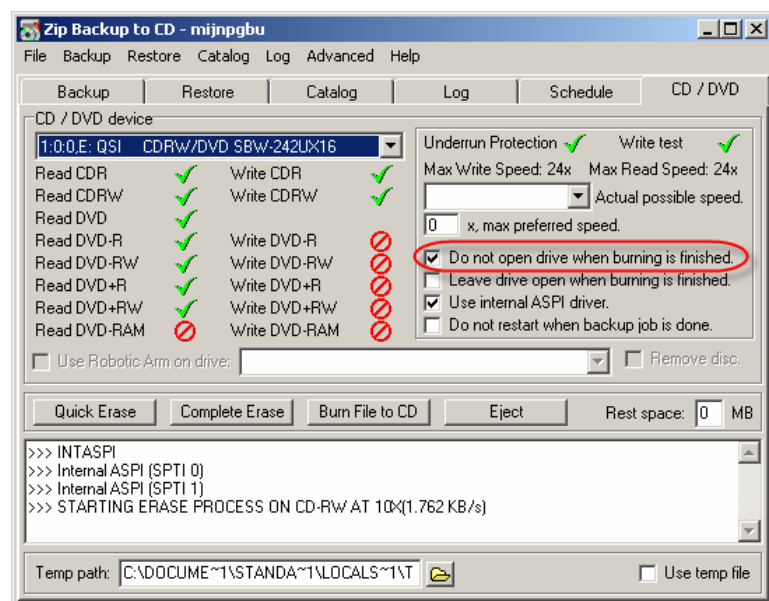 Zip Backup to CD - mijnpgbu
File Backup Restore Catalog Log Advanced Help
Backup Restore Catalog Log Schedule CD / DVD
CD / DVD device
1:0:0,E: QSI CDRW/DVD SBW-242UX16
Read CDR Write CDR
Read CDRW Write CDRW
Read DVD
Read DVD-R Write DVD-R
Read DVD-RW Write DVD-RW
Read DVD+R Write DVD+R
Read DVD+RW Write DVD+RW
Read DVD-RAM Write DVD-RAM
Underrun Protection Write test
Max Write Speed: 24x Max Read Speed: 24x
Actual possible speed.
0 x, max preferred speed.
Do not open drive when burning is finished.
Leave drive open when burning is finished.
Use internal ASPI driver.
Do not restart when backup job is done.
Use Robotic Arm on drive: Remove disc.
Quick Erase Complete Erase Burn File to CD Eject Rest space: 0 MB
>>> INTASPI
>>> Internal ASPI (SPTI 0)
>>> Internal ASPI (SPTI 1)
>>> STARTING ERASE PROCESS ON CD-RW AT 10X(1.762 KB/s)
Temp path: C:\DOCUME~1\STANDA~1\LOCALS~1\T Use temp file